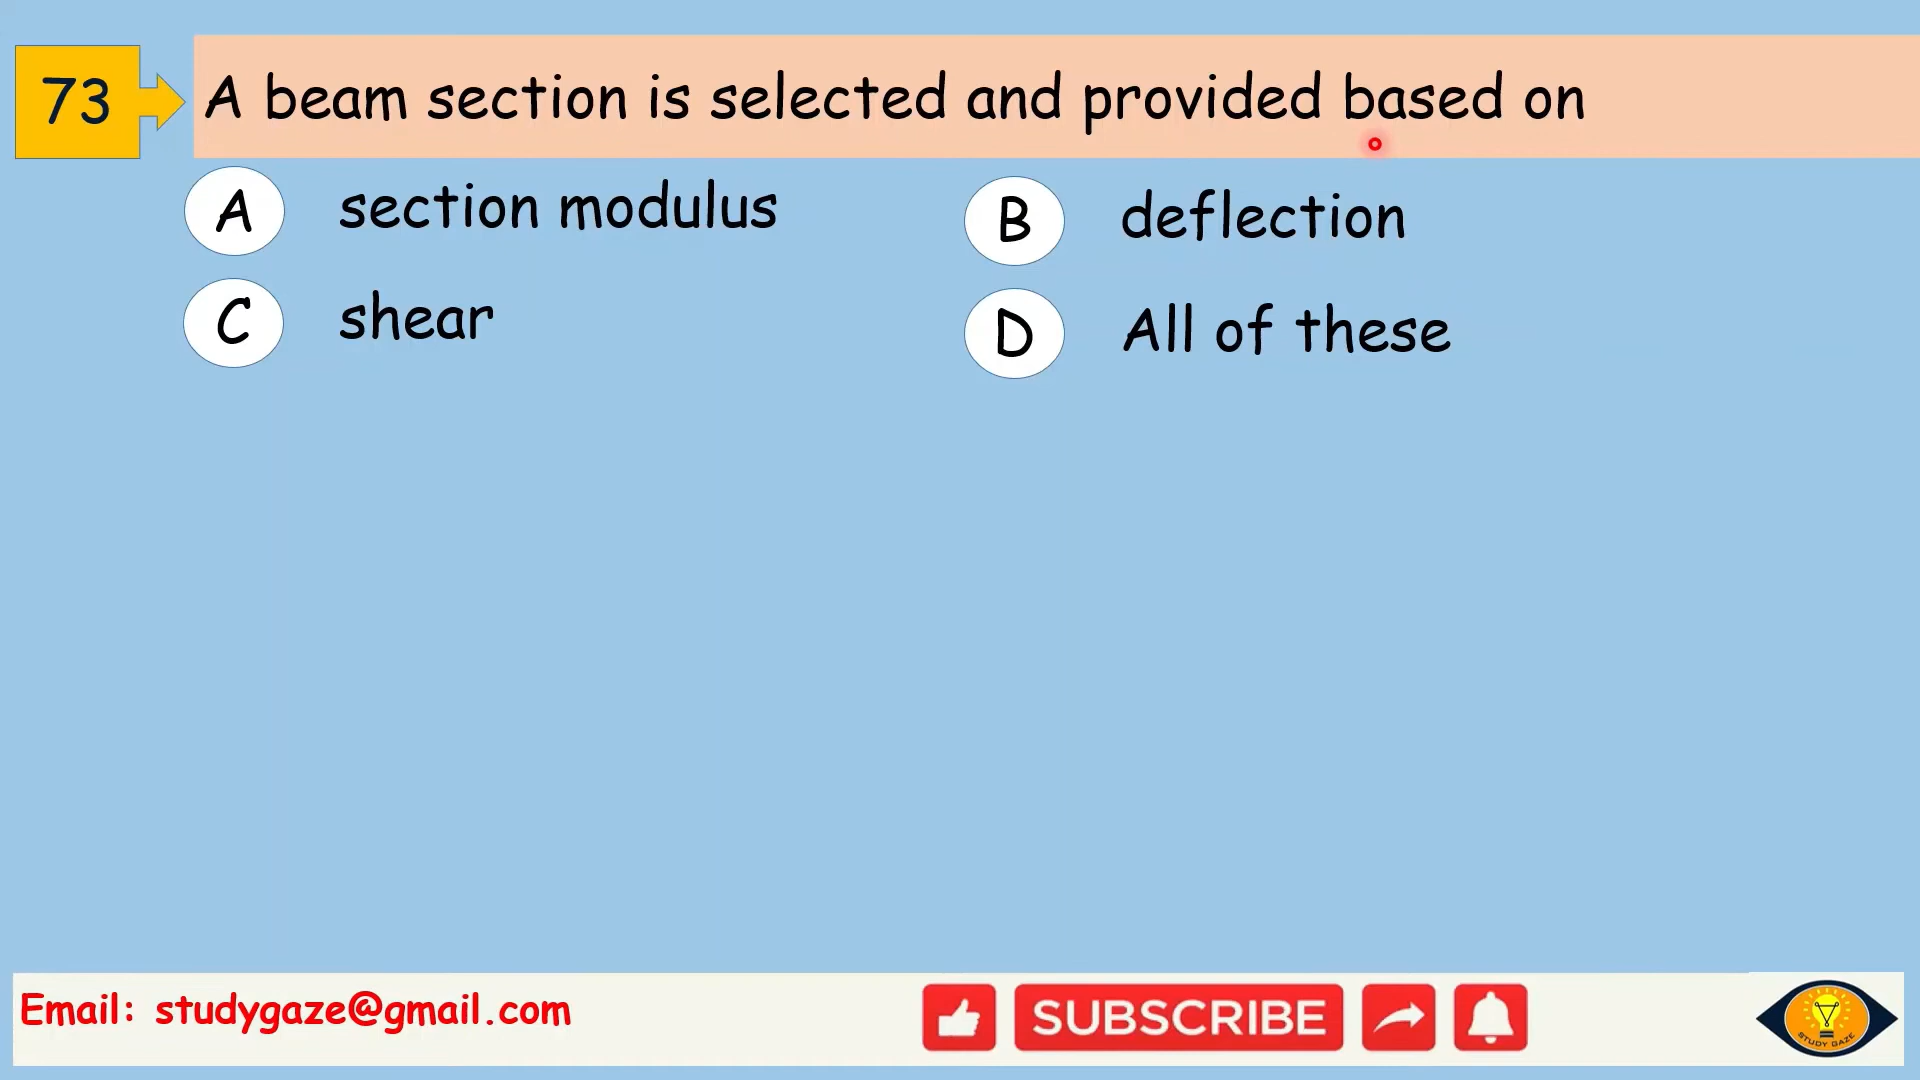 73
A beam section is selected and provided based on
A section modulus
B deflection
C shear
D All of these
Email: studygaze@gmail.com
SUBSCRIBE
STUDY GAZE